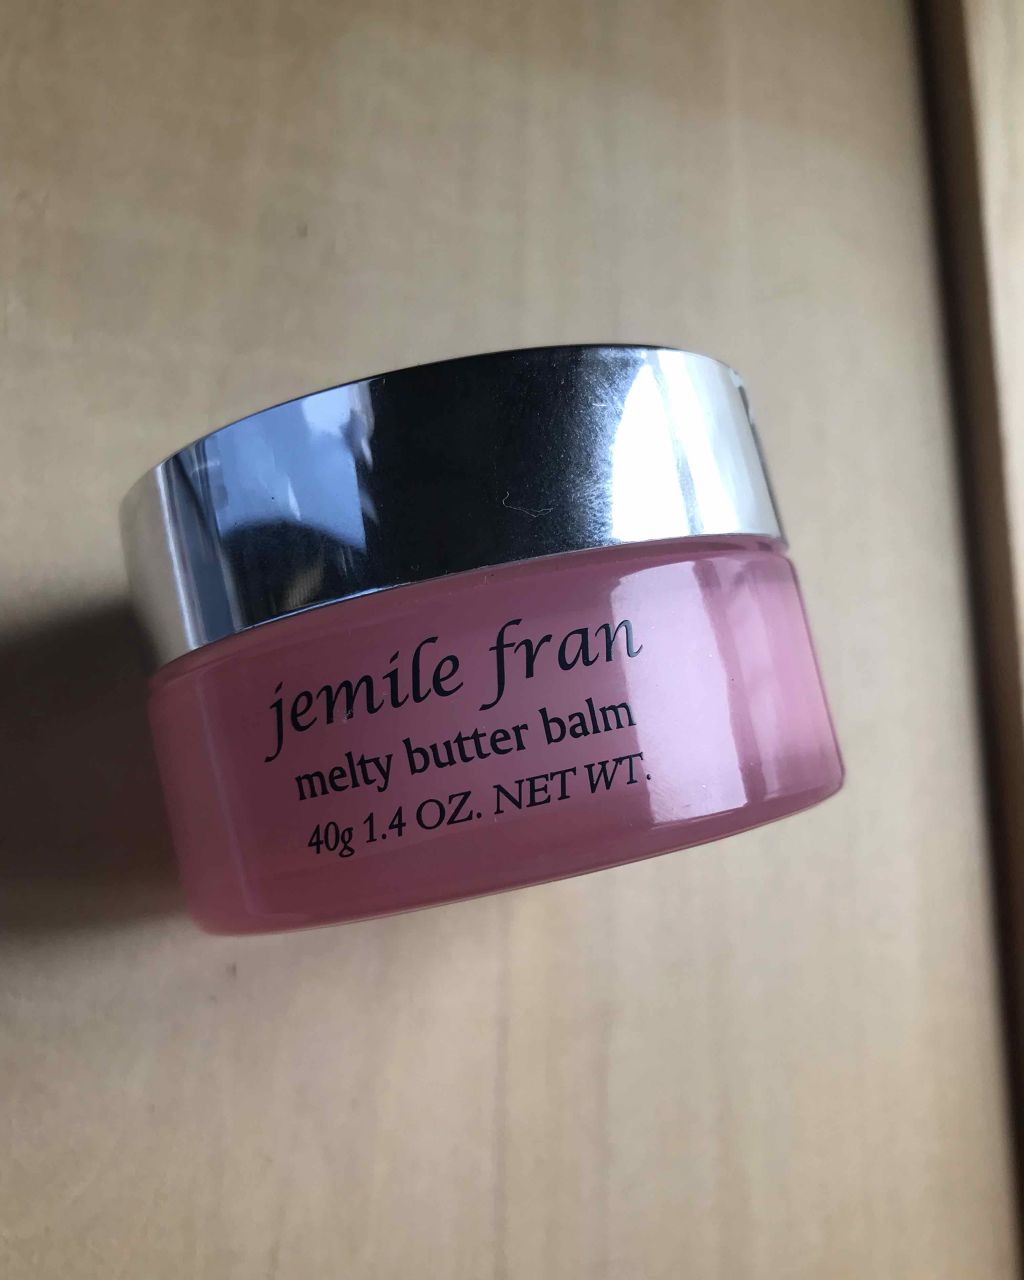 jemile fran
melty butter balm
40g 1.4 OZ. NET WT.